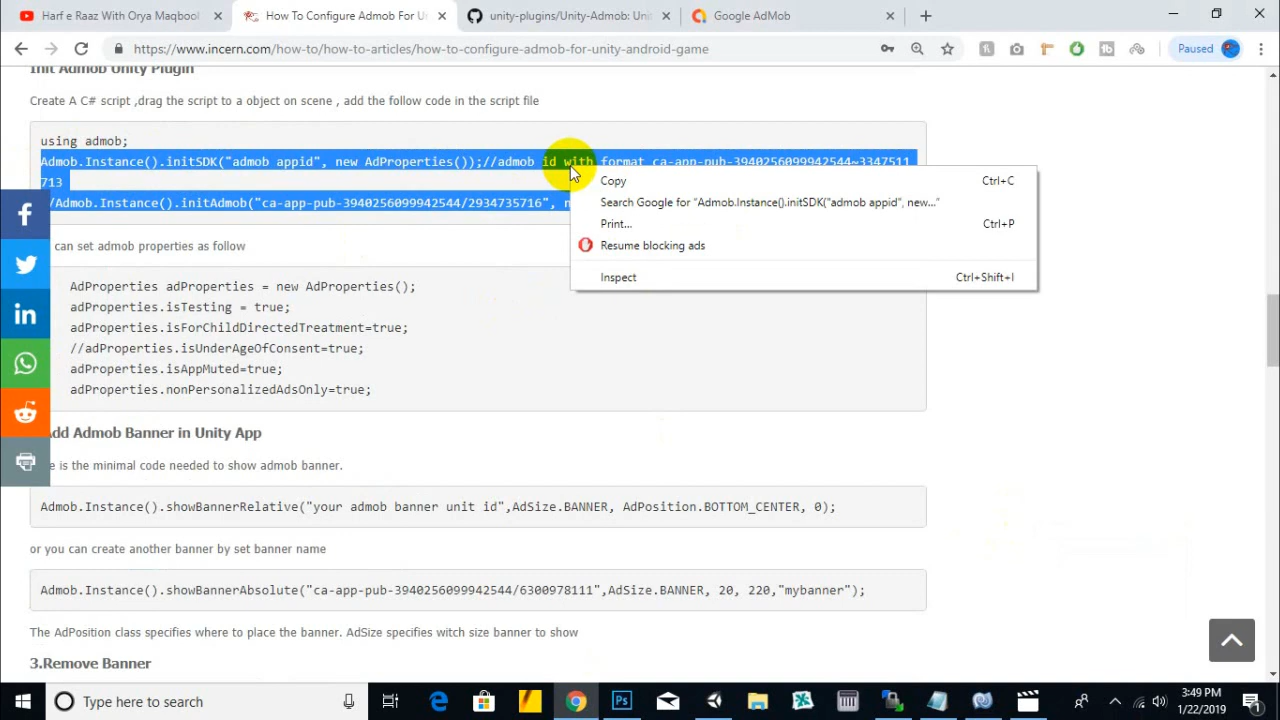 Harf e Raaz With Orya Maqboo
How To Configure Admob For U
unity-plugins/Unity-Admob: Uni
Google AdMob
https://www.incern.com/how-to/how-to-articles/how-to-configure-admob-for-unity-android-game
Paused
Init Admob Unity Plugin
Create A C# script ,drag the script to a object on scene , add the follow code in the script file
using admob;
Admob.Instance().initSDK("admob appid", new AdProperties());//admob id with format ca-app-pub-3940256099942544~3347511
713
/Admob.Instance().initAdmob("ca-app-pub-3940256099942544/2934735716", n
Copy Ctrl+C
Search Google for “Admob.Instance().initSDK("admob appid", new...”
Print... Ctrl+P
Resume blocking ads
Inspect Ctrl+Shift+I
can set admob properties as follow
AdProperties adProperties = new AdProperties();
adProperties.isTesting = true;
adProperties.isForChildDirectedTreatment=true;
//adProperties.isUnderAgeOfConsent=true;
adProperties.isAppMuted=true;
adProperties.nonPersonalizedAdsOnly=true;
dd Admob Banner in Unity App
e is the minimal code needed to show admob banner.
Admob.Instance().showBannerRelative("your admob banner unit id",AdSize.BANNER, AdPosition.BOTTOM_CENTER, 0);
or you can create another banner by set banner name
Admob.Instance().showBannerAbsolute("ca-app-pub-3940256099942544/6300978111",AdSize.BANNER, 20, 220,"mybanner");
The AdPosition class specifies where to place the banner. AdSize specifies witch size banner to show
3.Remove Banner
Type here to search
3:49 PM
1/22/2019